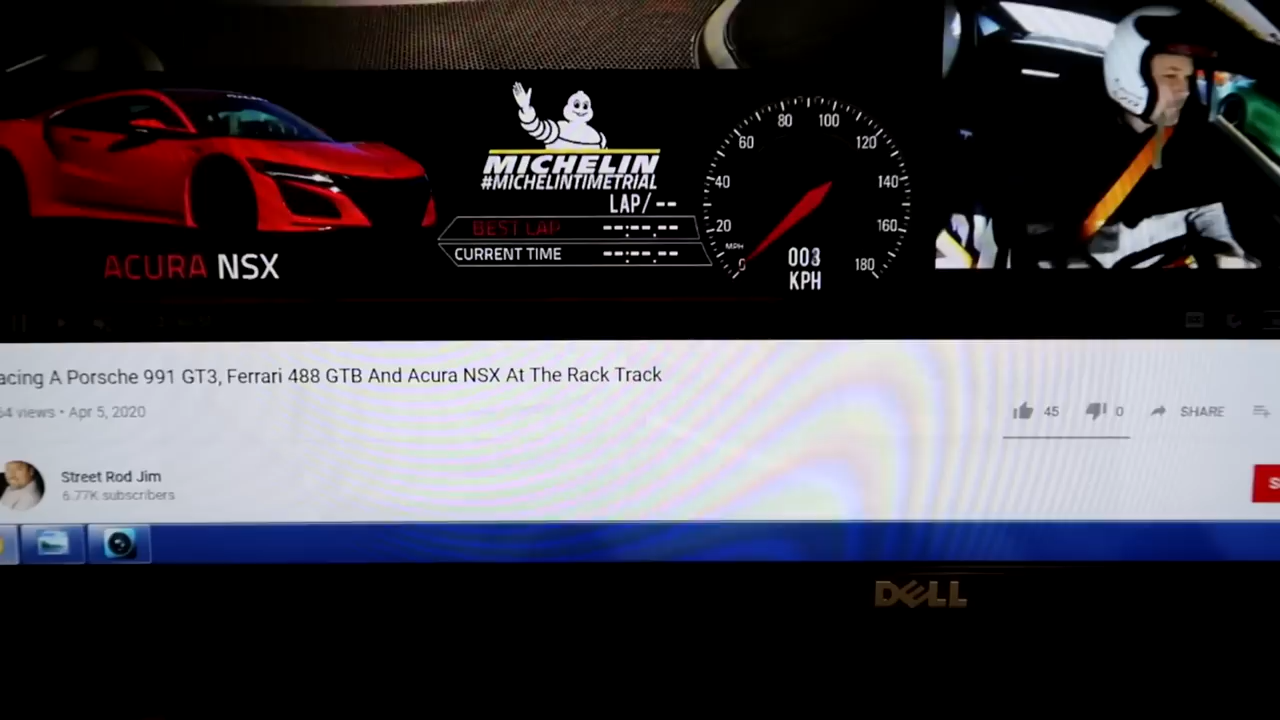 MICHELIN
#MICHELINTIMETRIAL
LAP/--
BEST LAP --:--.--
CURRENT TIME --:--.--
ACURA NSX
0 20 40 60 80 100 120 140 160 180
MPH
003
KPH
acing A Porsche 991 GT3, Ferrari 488 GTB And Acura NSX At The Rack Track
64 views • Apr 5, 2020
45 0 SHARE
Street Rod Jim
6.77K subscribers
S
DELL